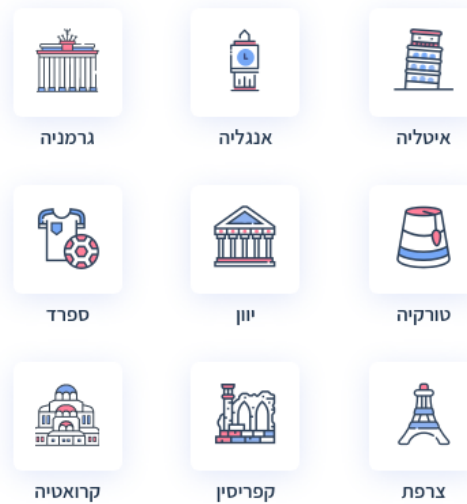 איטליה
אנגליה
גרמניה
טורקיה
יוון
ספרד
צרפת
קפריסין
קרואטיה